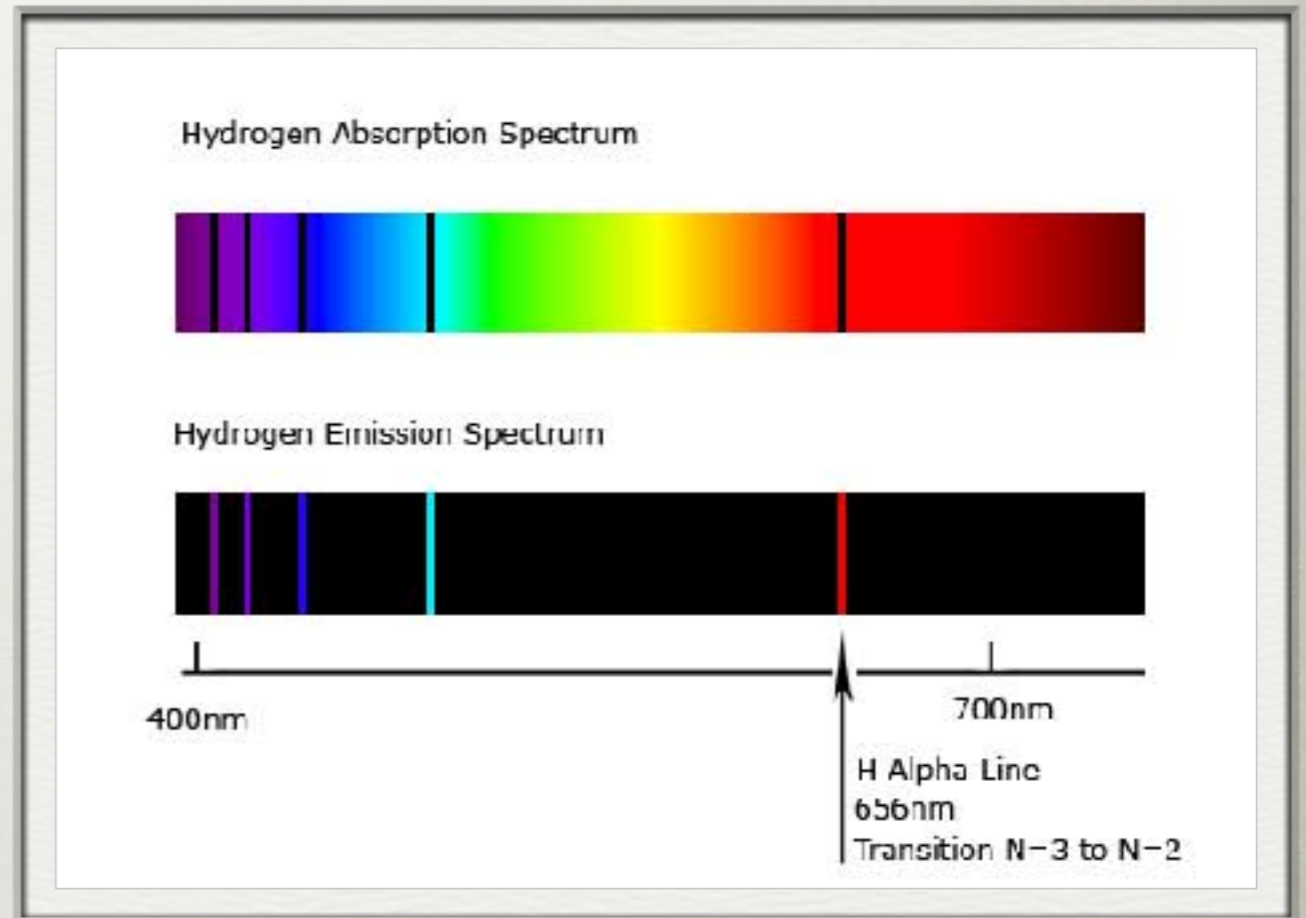 Hydrogen Absorption Spectrum
Hydrogen Emission Spectrum
400nm
700nm
H Alpha Line
656nm
Transition N=3 to N=2